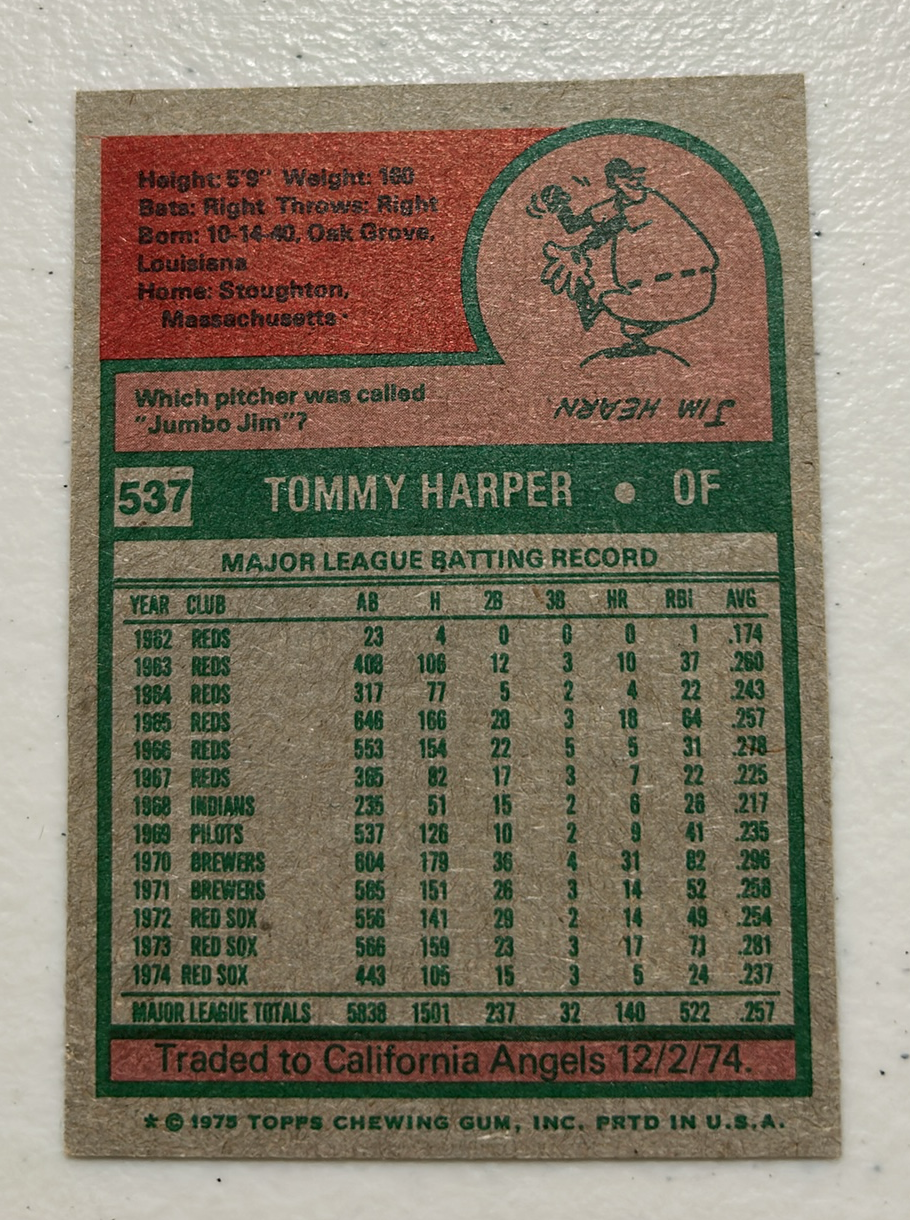 Height: 5'9" Weight: 160
Bats: Right Throws: Right
Born: 10-14-40, Oak Grove,
Louisiana
Home: Stoughton,
Massachusetts
Which pitcher was called
"Jumbo Jim"?
JIM HEARN.
537 TOMMY HARPER • OF
MAJOR LEAGUE BATTING RECORD
YEAR CLUB AB H 2B 3B HR RBI AVG
1962 REDS 23 4 0 0 0 1 .174
1963 REDS 408 106 12 3 10 37 .260
1964 REDS 317 77 5 2 4 22 .243
1965 REDS 646 166 28 3 18 64 .257
1966 REDS 553 154 22 5 5 31 .278
1967 REDS 365 82 17 3 7 22 .225
1968 INDIANS 235 51 15 2 6 26 .217
1969 PILOTS 537 126 10 2 9 41 .235
1970 BREWERS 604 179 36 4 31 82 .296
1971 BREWERS 585 151 26 3 14 52 .258
1972 RED SOX 556 141 29 2 14 49 .254
1973 RED SOX 566 159 23 3 17 71 .281
1974 RED SOX 443 105 15 3 5 24 .237
MAJOR LEAGUE TOTALS 5838 1501 237 32 140 522 .257
Traded to California Angels 12/2/74.
* © 1975 TOPPS CHEWING GUM, INC. PRTD IN U.S.A.